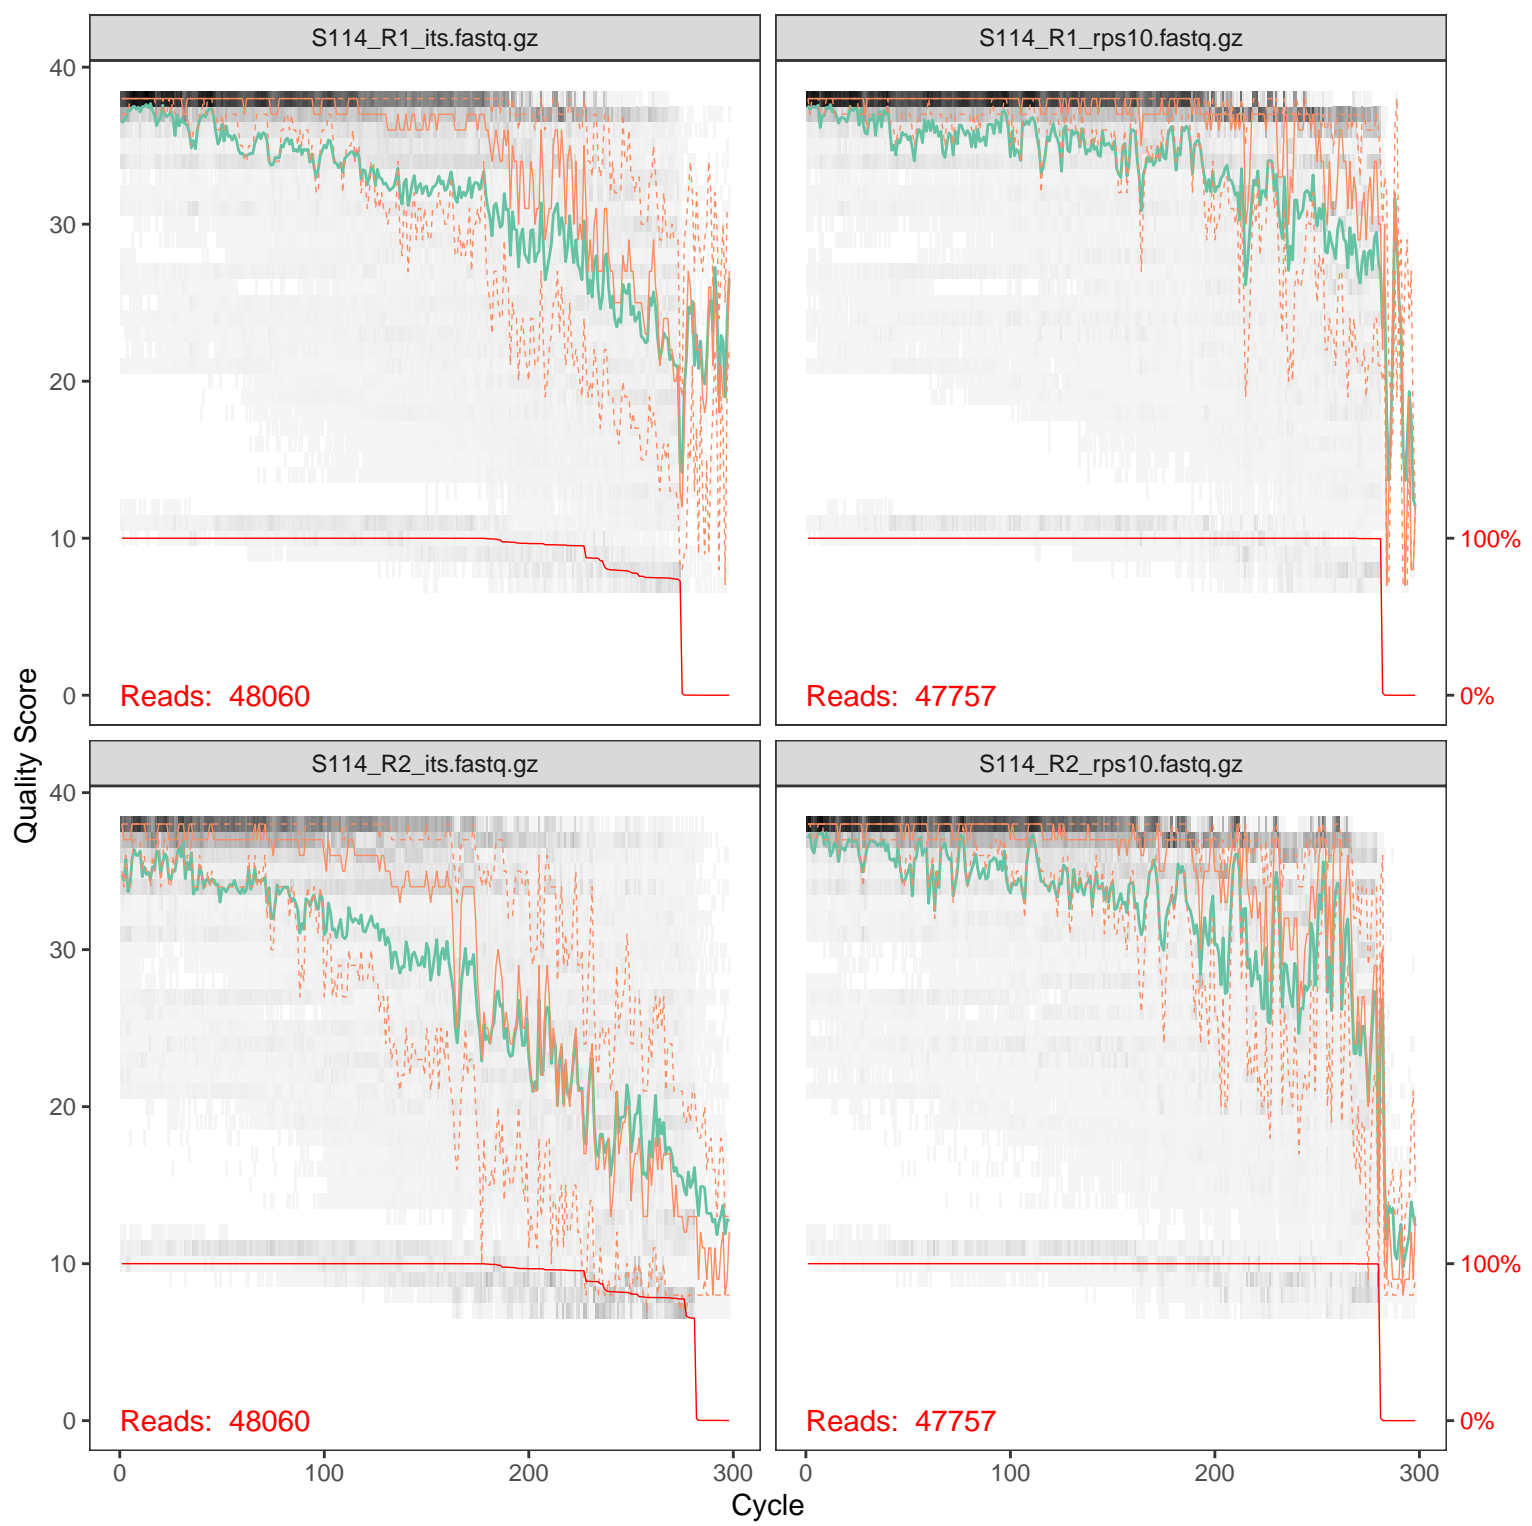 S114_R1_its.fastq.gz
S114_R1_rps10.fastq.gz
40
30
20
10
0
Reads: 48060
Reads: 47757
100%
0%
S114_R2_its.fastq.gz
S114_R2_rps10.fastq.gz
40
30
20
10
0
Reads: 48060
Reads: 47757
100%
0%
0 100 200 300
0 100 200 300
Quality Score
Cycle